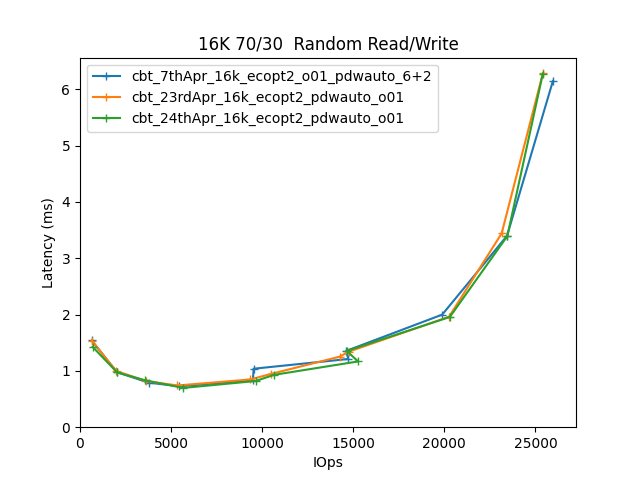 16K 70/30  Random Read/Write
cbt_7thApr_16k_ecopt2_o01_pdwauto_6+2
cbt_23rdApr_16k_ecopt2_pdwauto_o01
cbt_24thApr_16k_ecopt2_pdwauto_o01
Latency (ms)
6
5
4
3
2
1
0
0 5000 10000 15000 20000 25000
IOps